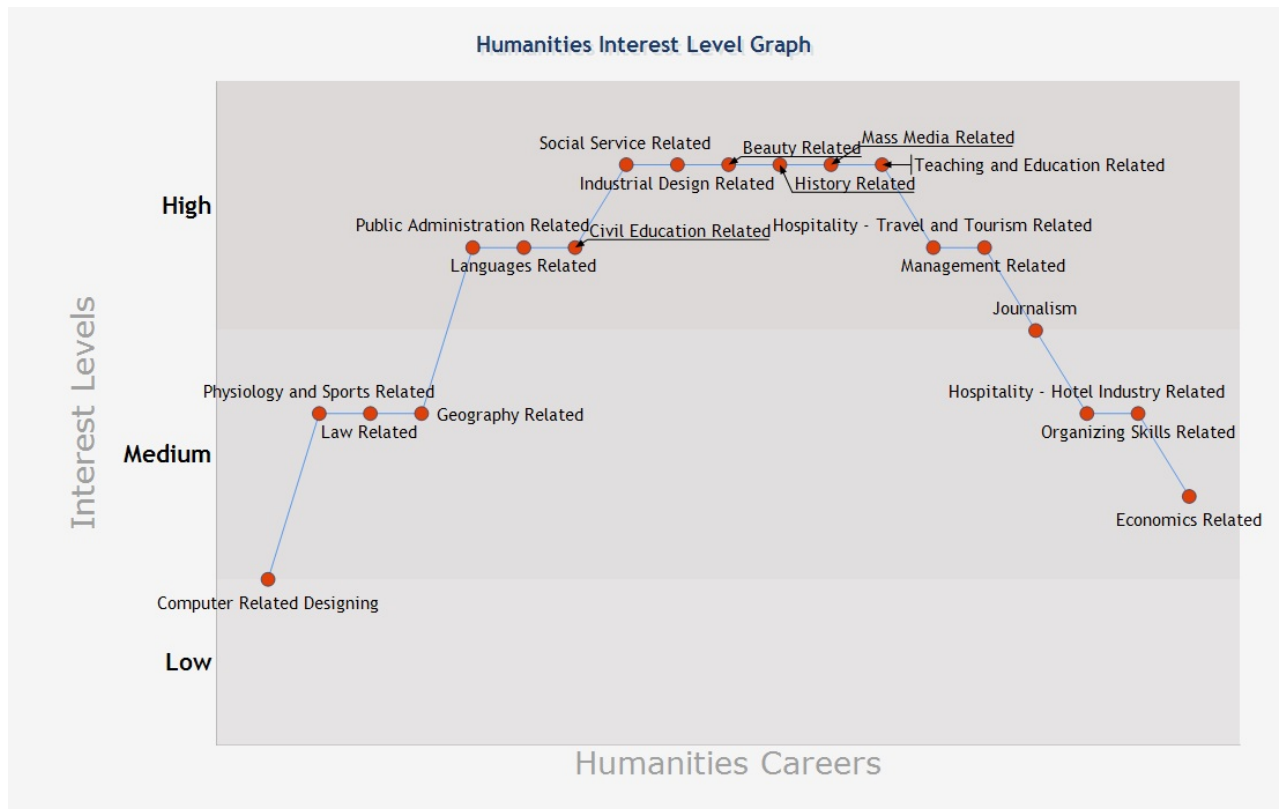 Humanities Interest Level Graph
Mass Media Related
Social Service Related
Beauty Related
Teaching and Education Related
Industrial Design Related
History Related
High
Public Administration Related
Civil Education Related
Hospitality - Travel and Tourism Related
Languages Related
Management Related
Journalism
Interest Levels
Physiology and Sports Related
Hospitality - Hotel Industry Related
Geography Related
Law Related
Organizing Skills Related
Medium
Economics Related
Computer Related Designing
Low
Humanities Careers